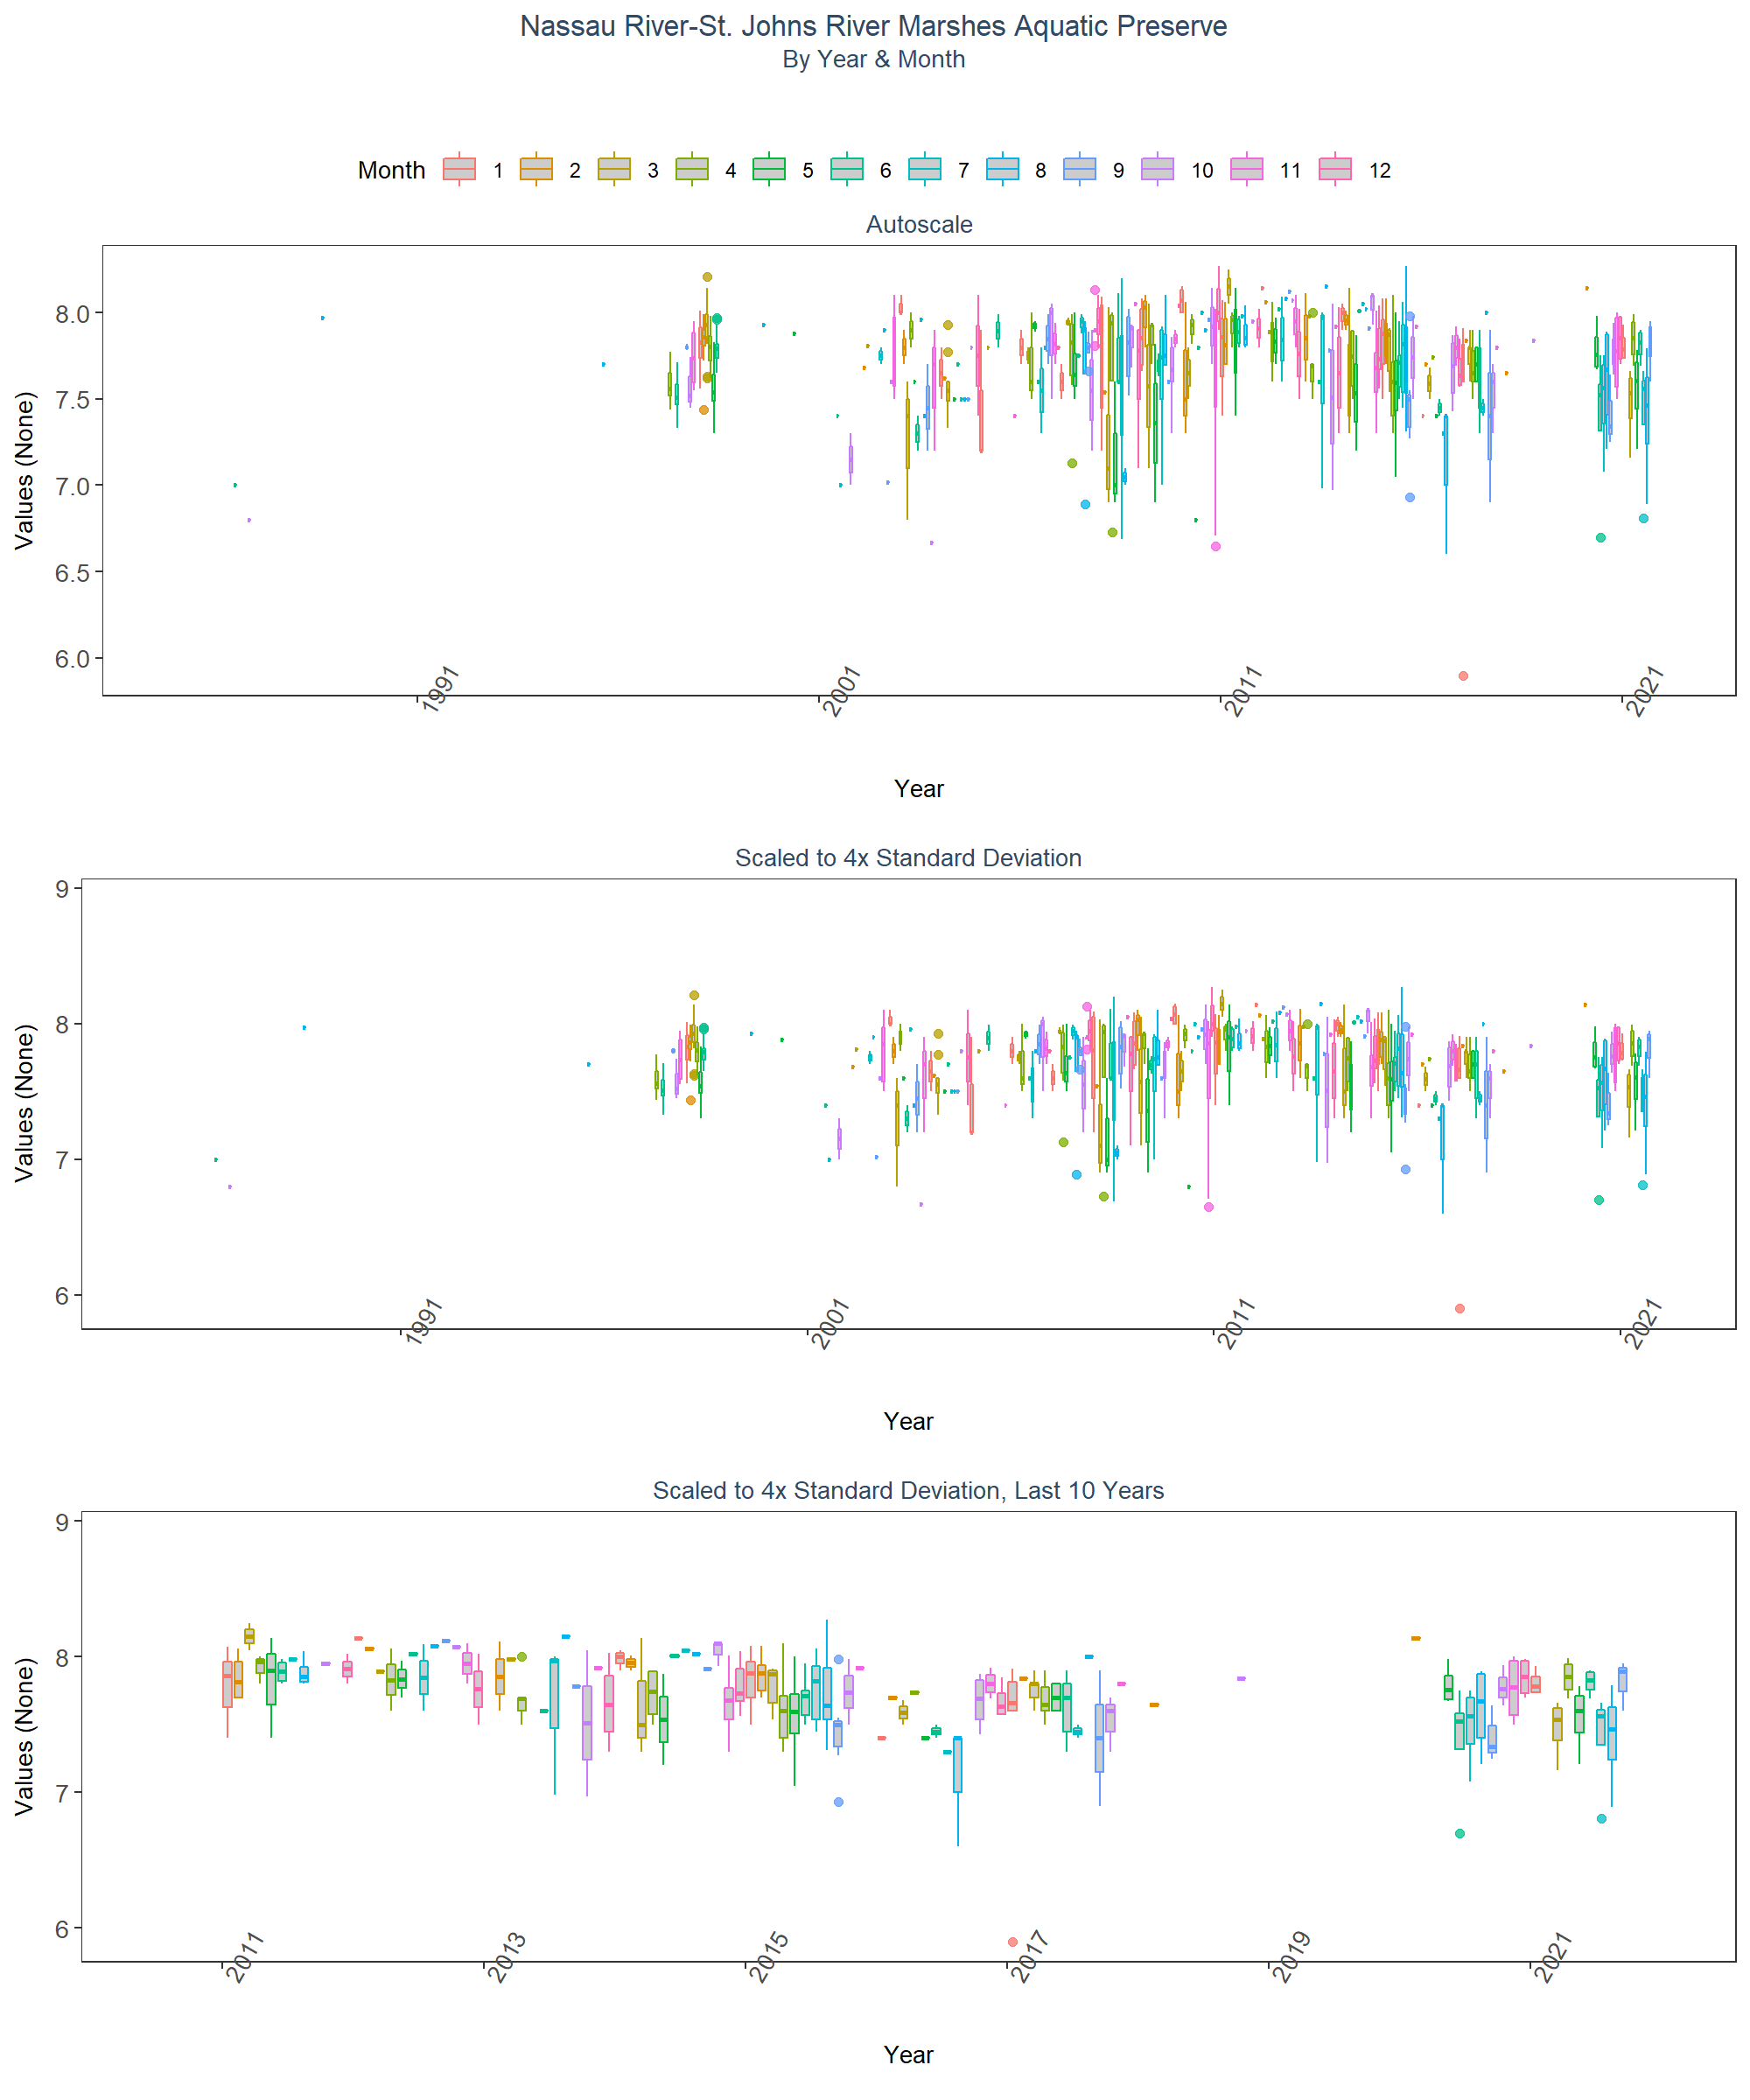 Nassau River-St. Johns River Marshes Aquatic Preserve
By Year & Month
Month 1 2 3 4 5 6 7 8 9 10 11 12
Autoscale
Values (None)
8.0
7.5
7.0
6.5
6.0
1991 2001 2011 2021
Year
Scaled to 4x Standard Deviation
Values (None)
9
8
7
6
1991 2001 2011 2021
Year
Scaled to 4x Standard Deviation, Last 10 Years
Values (None)
9
8
7
6
2011 2013 2015 2017 2019 2021
Year